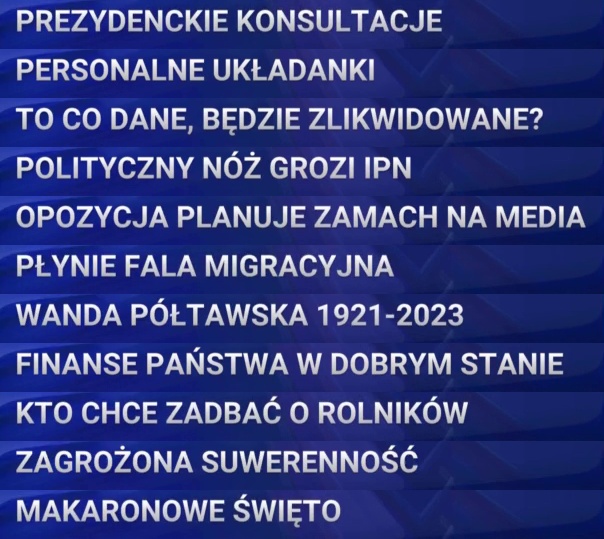 PREZYDENCKIE KONSULTACJE
PERSONALNE UKŁADANKI
TO CO DANE, BĘDZIE ZLIKWIDOWANE?
POLITYCZNY NÓŻ GROZI IPN
OPOZYCJA PLANUJE ZAMACH NA MEDIA
PŁYNIE FALA MIGRACYJNA
WANDA PÓŁTAWSKA 1921-2023
FINANSE PAŃSTWA W DOBRYM STANIE
KTO CHCE ZADBAĆ O ROLNIKÓW
ZAGROŻONA SUWERENNOŚĆ
MAKARONOWE ŚWIĘTO